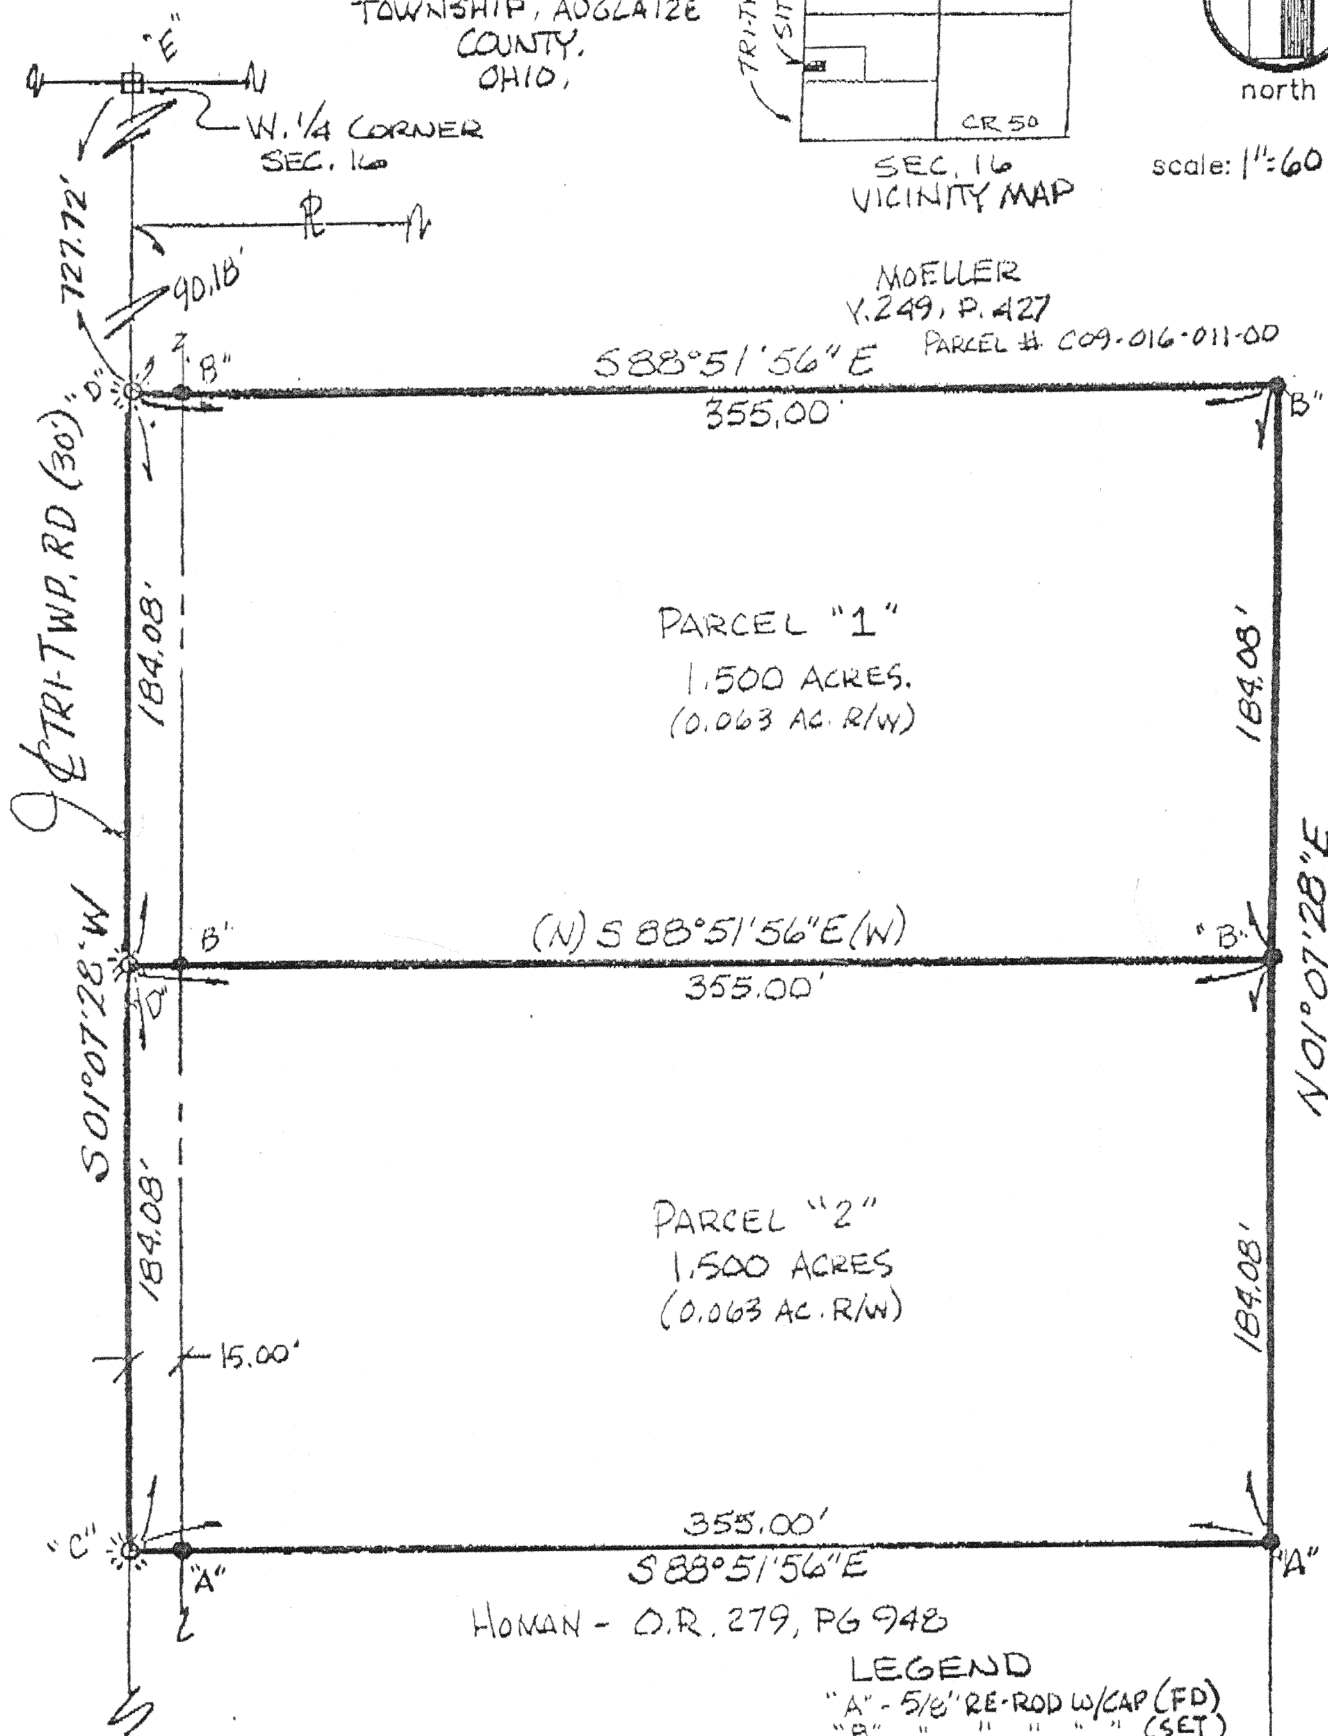 TOWNSHIP, AUGLAIZE
COUNTY.
OHIO,
"E"
W. 1/4 CORNER
SEC. 16
CR 50
SEC. 16
VICINITY MAP
north
scale: 1"=60
727.72'
90.18'
MOELLER
V.249, P. 427
PARCEL # C09-016-011-00
S 88°51'56" E
355.00'
"D"
"B"
B"
℄ TRI-TWP. RD (30')
184.08'
PARCEL "1"
1.500 ACRES.
(0.063 AC. R/W)
184.08'
S 01°07'28" W
N 01°07'28" E
B"
(N) S 88°51'56" E (W)
"B"
355.00'
184.08'
PARCEL "2"
1.500 ACRES
(0.063 AC. R/W)
184.08'
15.00'
"C"
"A"
355.00'
S 88°51'56" E
"A"
HOMAN - O.R. 279, PG 948
LEGEND
"A" - 5/8" RE-ROD W/CAP (FD)
"B" " " " " " (SET)